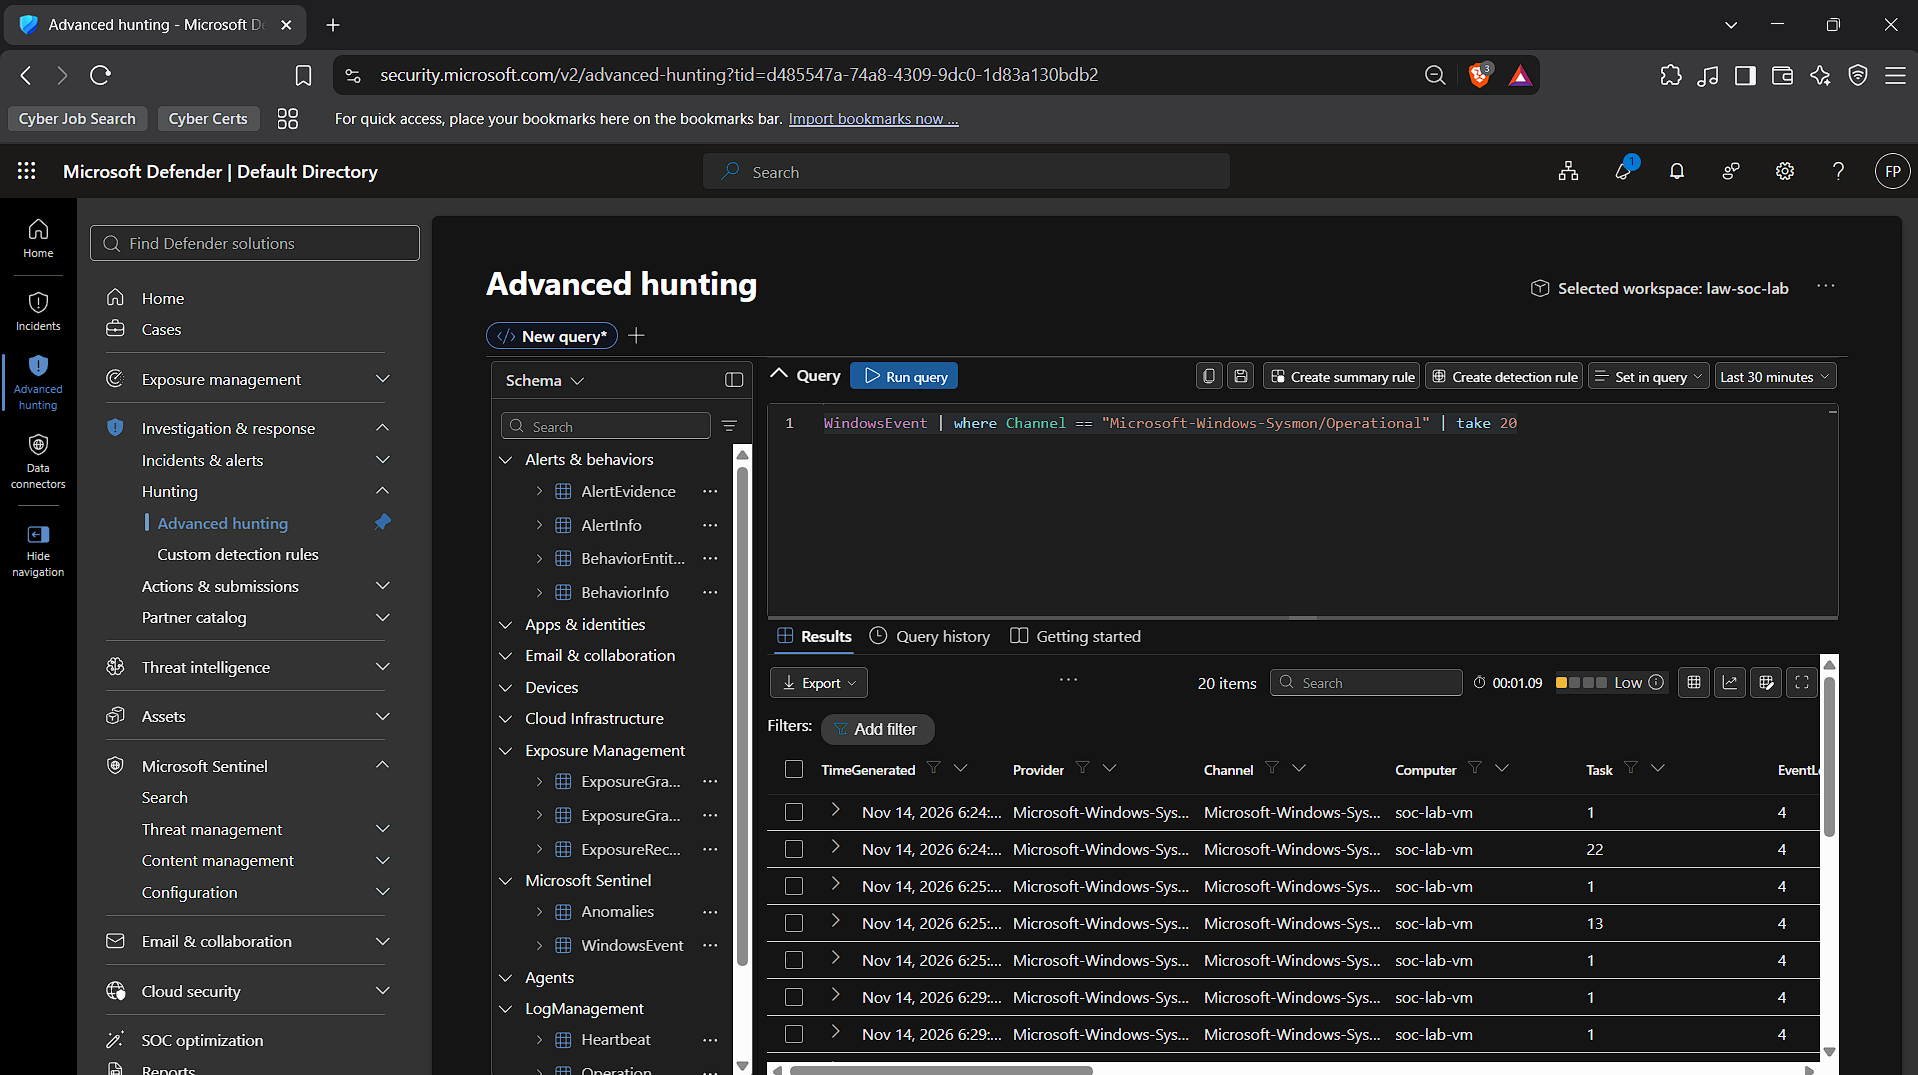 Advanced hunting - Microsoft De
security.microsoft.com/v2/advanced-hunting?tid=d485547a-74a8-4309-9dc0-1d83a130bdb2
3
Cyber Job Search
Cyber Certs
For quick access, place your bookmarks here on the bookmarks bar. Import bookmarks now ...
Microsoft Defender | Default Directory
Search
1
FP
Home
Incidents
Advanced
hunting
Data
connectors
Hide
navigation
Find Defender solutions
Home
Cases
Exposure management
Investigation & response
Incidents & alerts
Hunting
Advanced hunting
Custom detection rules
Actions & submissions
Partner catalog
Threat intelligence
Assets
Microsoft Sentinel
Search
Threat management
Content management
Configuration
Email & collaboration
Cloud security
SOC optimization
Reports
Advanced hunting
Selected workspace: law-soc-lab
New query*
Schema
Search
Alerts & behaviors
AlertEvidence
AlertInfo
BehaviorEntit...
BehaviorInfo
Apps & identities
Email & collaboration
Devices
Cloud Infrastructure
Exposure Management
ExposureGra...
ExposureGra...
ExposureRec...
Microsoft Sentinel
Anomalies
WindowsEvent
Agents
LogManagement
Heartbeat
Operation
Query
Run query
Create summary rule
Create detection rule
Set in query
Last 30 minutes
1 WindowsEvent | where Channel == "Microsoft-Windows-Sysmon/Operational" | take 20
Results
Query history
Getting started
Export
20 items
Search
00:01.09
Low
Filters:
Add filter
TimeGenerated Provider Channel Computer Task EventLe
Nov 14, 2026 6:24:... Microsoft-Windows-Sys... Microsoft-Windows-Sys... soc-lab-vm 1 4
Nov 14, 2026 6:24:... Microsoft-Windows-Sys... Microsoft-Windows-Sys... soc-lab-vm 22 4
Nov 14, 2026 6:25:... Microsoft-Windows-Sys... Microsoft-Windows-Sys... soc-lab-vm 1 4
Nov 14, 2026 6:25:... Microsoft-Windows-Sys... Microsoft-Windows-Sys... soc-lab-vm 13 4
Nov 14, 2026 6:25:... Microsoft-Windows-Sys... Microsoft-Windows-Sys... soc-lab-vm 1 4
Nov 14, 2026 6:29:... Microsoft-Windows-Sys... Microsoft-Windows-Sys... soc-lab-vm 1 4
Nov 14, 2026 6:29:... Microsoft-Windows-Sys... Microsoft-Windows-Sys... soc-lab-vm 1 4